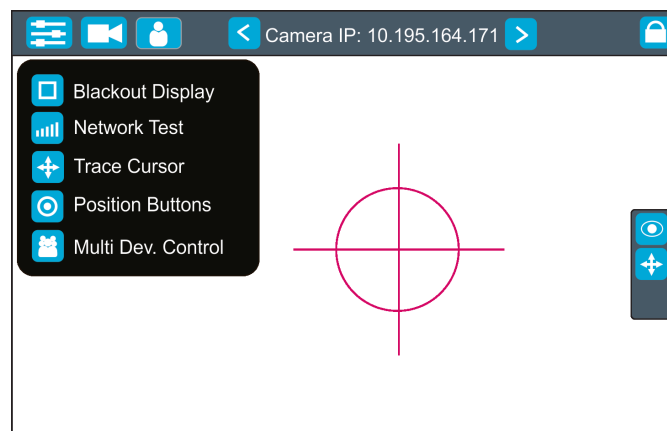 Camera IP: 10.195.164.171
Blackout Display
Network Test
Trace Cursor
Position Buttons
Multi Dev. Control